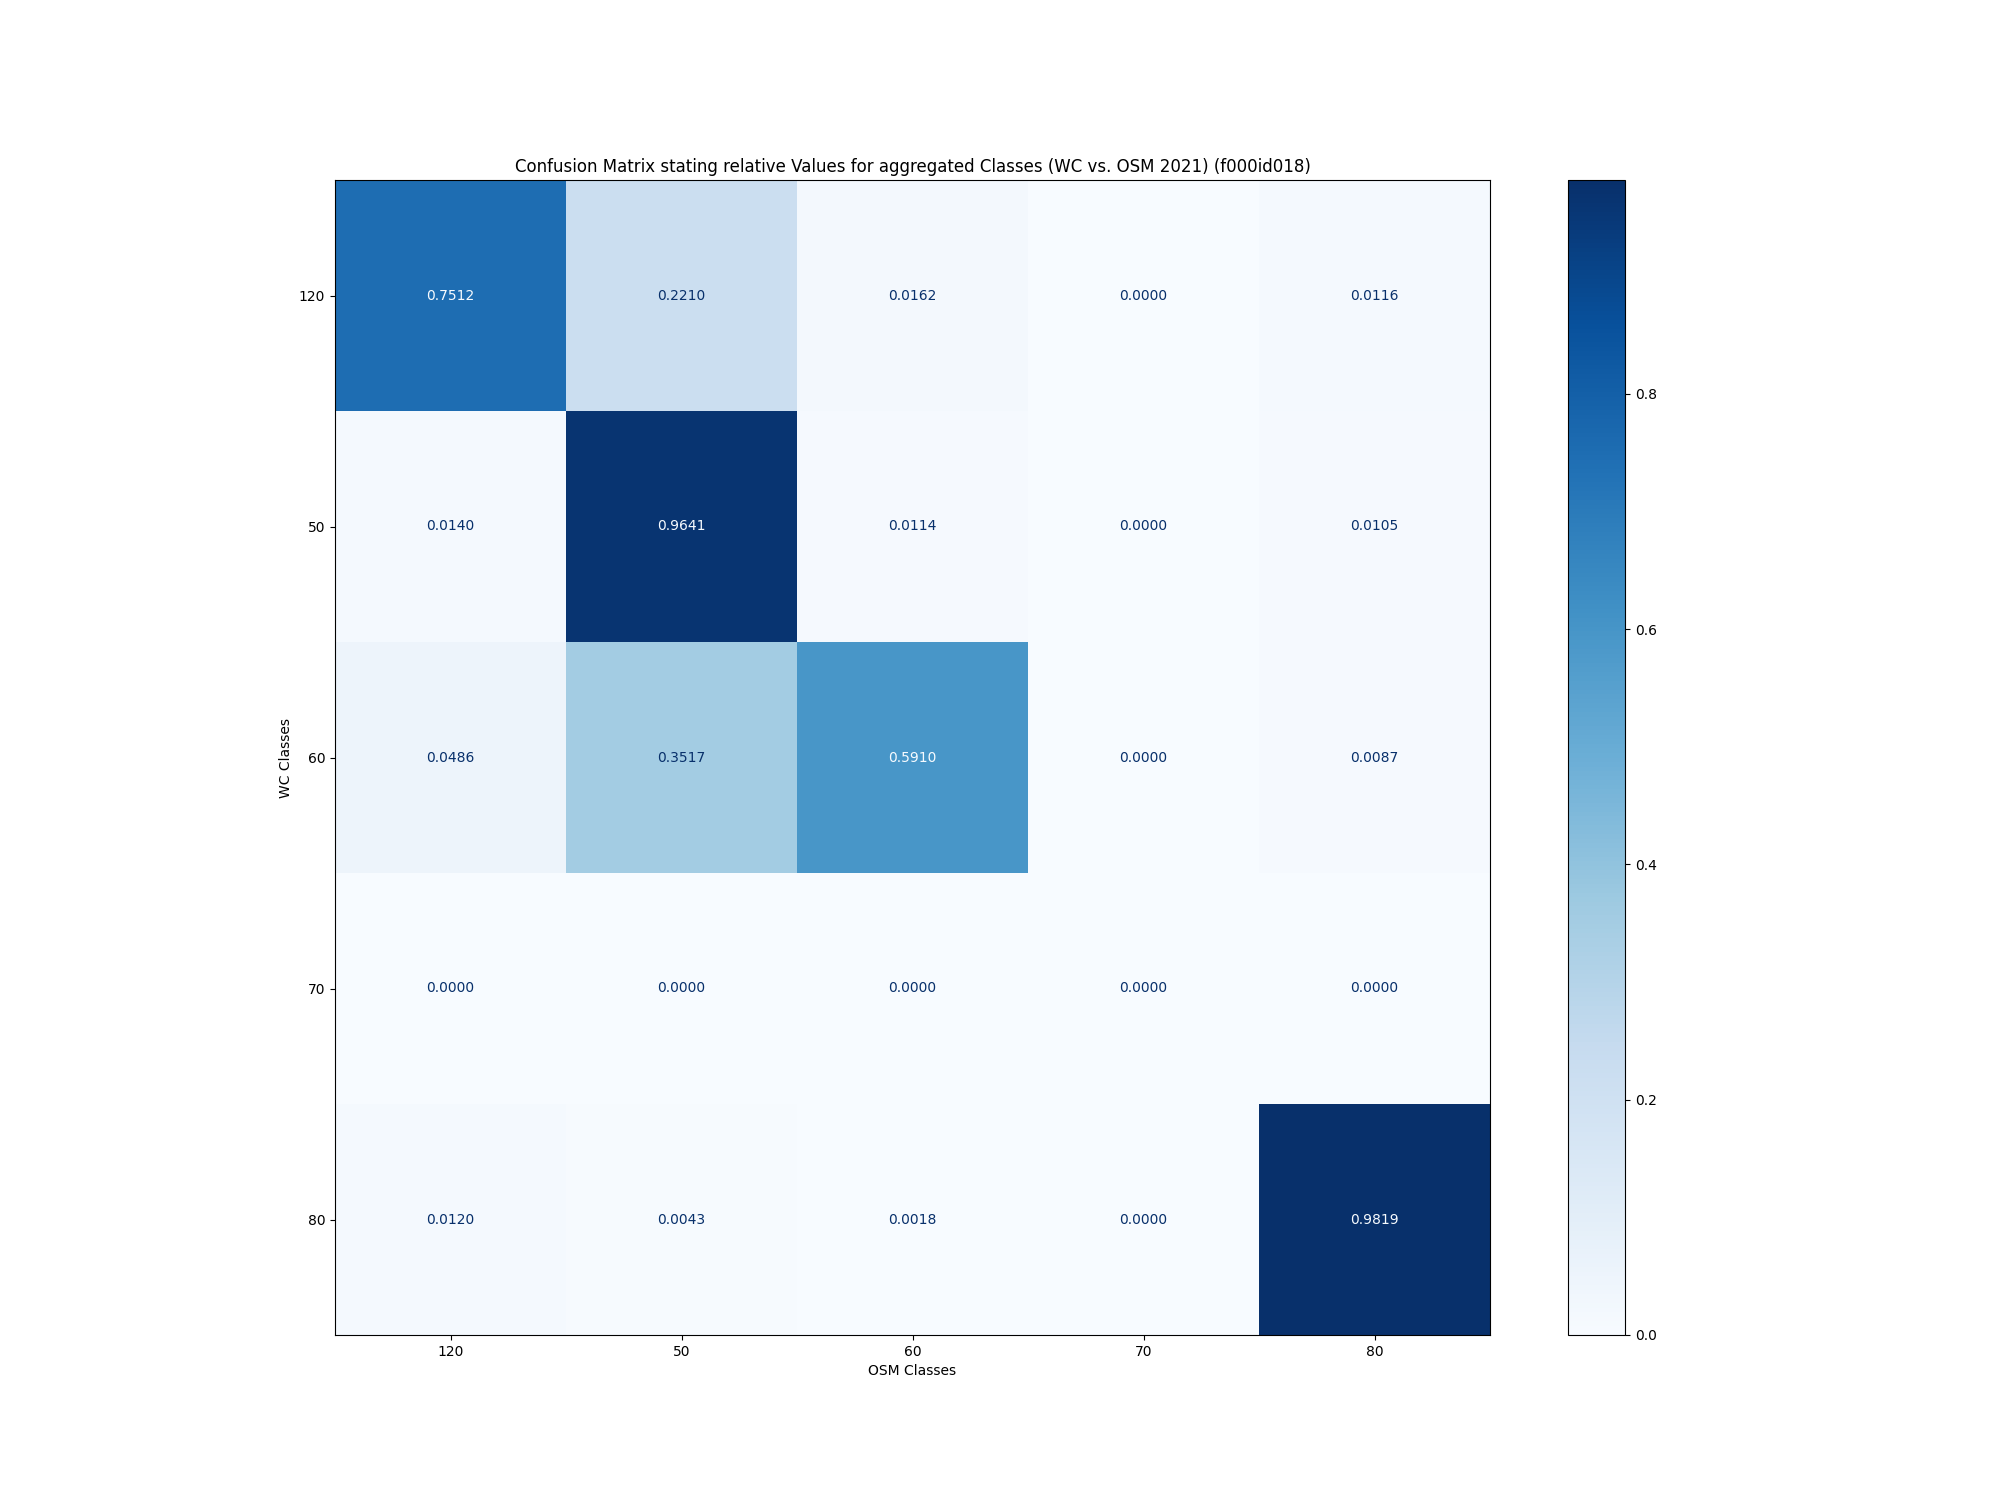 Confusion Matrix stating relative Values for aggregated Classes (WC vs. OSM 2021) (f000id018)
120 0.7512 0.2210 0.0162 0.0000 0.0116
0.8
50 0.0140 0.9641 0.0114 0.0000 0.0105
0.6
WC Classes
60 0.0486 0.3517 0.5910 0.0000 0.0087
0.4
70 0.0000 0.0000 0.0000 0.0000 0.0000
0.2
80 0.0120 0.0043 0.0018 0.0000 0.9819
0.0
120 50 60 70 80
OSM Classes